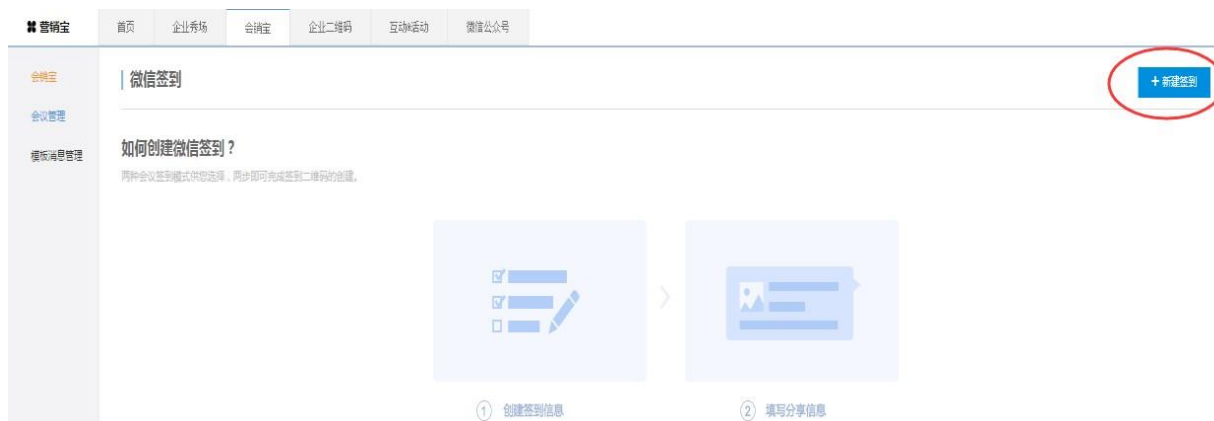 营销宝
首页 企业秀场 会销宝 企业二维码 互动活动 微信公众号
会销宝
会议管理
模板消息管理
微信签到
+ 新建签到
如何创建微信签到？
两种会议签到模式供您选择，两步即可完成签到二维码的创建。
1 创建签到信息
2 填写分享信息